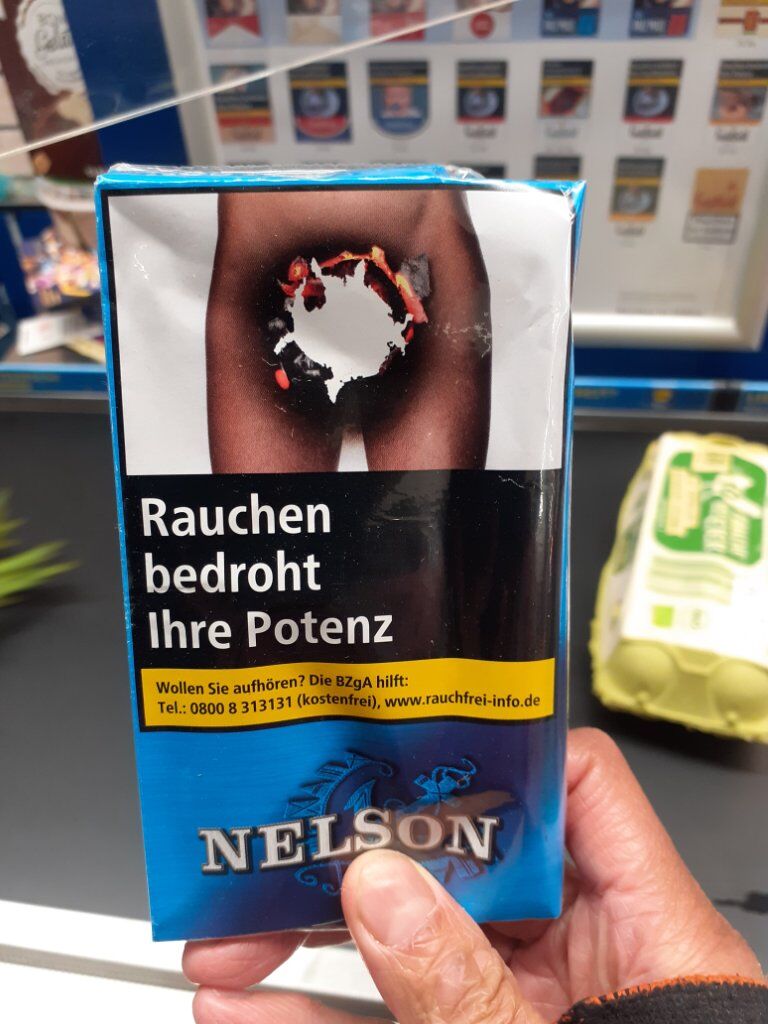 Rauchen
bedroht
Ihre Potenz
Wollen Sie aufhören? Die BZgA hilft:
Tel.: 0800 8 313131 (kostenfrei), www.rauchfrei-info.de
NELSON